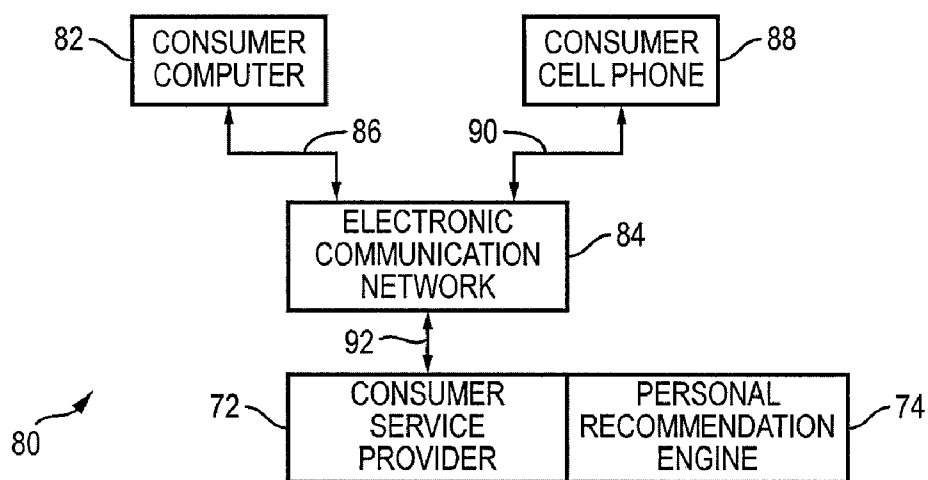 82
CONSUMER
COMPUTER
CONSUMER
CELL PHONE
88
86
90
ELECTRONIC
COMMUNICATION
NETWORK
84
92
72
CONSUMER
SERVICE
PROVIDER
PERSONAL
RECOMMENDATION
ENGINE
74
80